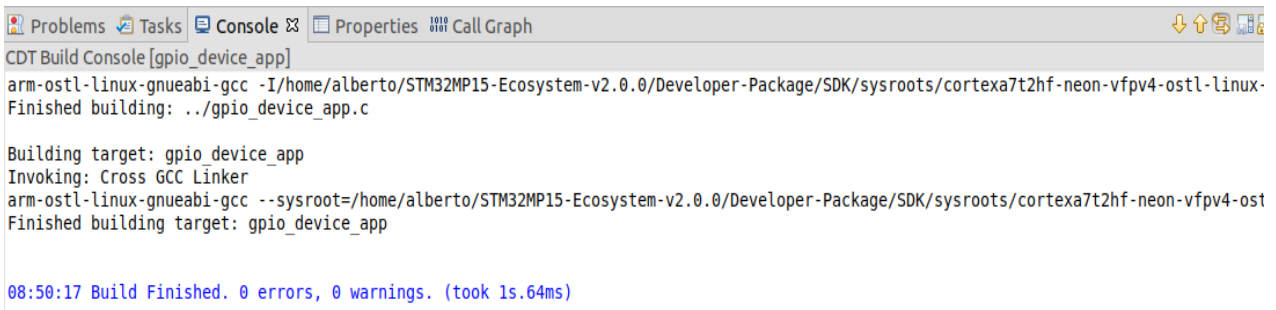 Problems Tasks Console Properties Call Graph
CDT Build Console [gpio_device_app]
arm-ostl-linux-gnueabi-gcc -I/home/alberto/STM32MP15-Ecosystem-v2.0.0/Developer-Package/SDK/sysroots/cortexa7t2hf-neon-vfpv4-ostl-linux-
Finished building: ../gpio_device_app.c
Building target: gpio_device_app
Invoking: Cross GCC Linker
arm-ostl-linux-gnueabi-gcc --sysroot=/home/alberto/STM32MP15-Ecosystem-v2.0.0/Developer-Package/SDK/sysroots/cortexa7t2hf-neon-vfpv4-ost
Finished building target: gpio_device_app
08:50:17 Build Finished. 0 errors, 0 warnings. (took 1s.64ms)